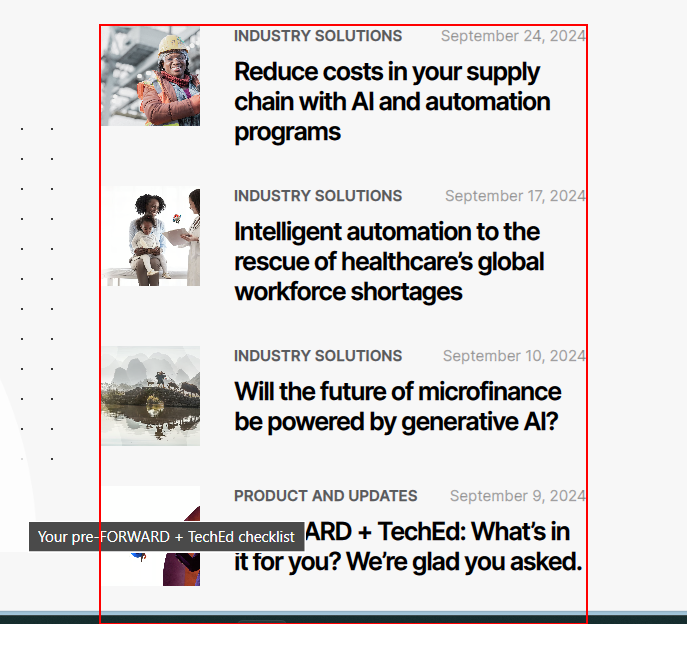 INDUSTRY SOLUTIONS September 24, 2024
Reduce costs in your supply
chain with AI and automation
programs
INDUSTRY SOLUTIONS September 17, 2024
Intelligent automation to the
rescue of healthcare’s global
workforce shortages
INDUSTRY SOLUTIONS September 10, 2024
Will the future of microfinance
be powered by generative AI?
PRODUCT AND UPDATES September 9, 2024
Your pre-FORWARD + TechEd checklist
ARD + TechEd: What’s in
it for you? We’re glad you asked.